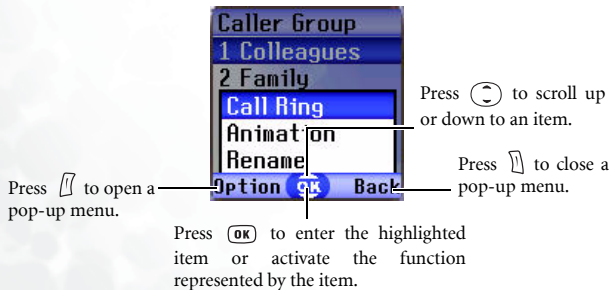 Caller Group
1 Colleagues
2 Family
Call Ring
Animation
Rename
Option OK Back
Press to scroll up
or down to an item.
Press to close a
pop-up menu.
Press to open a
pop-up menu.
Press OK to enter the highlighted
item or activate the function
represented by the item.